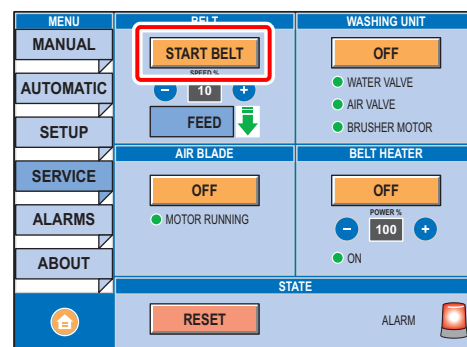 MENU
MANUAL
AUTOMATIC
SETUP
SERVICE
ALARMS
ABOUT
BELT
START BELT
SPEED %
- 10 +
FEED
WASHING UNIT
OFF
WATER VALVE
AIR VALVE
BRUSHER MOTOR
AIR BLADE
OFF
MOTOR RUNNING
BELT HEATER
OFF
POWER %
- 100 +
ON
STATE
RESET
ALARM